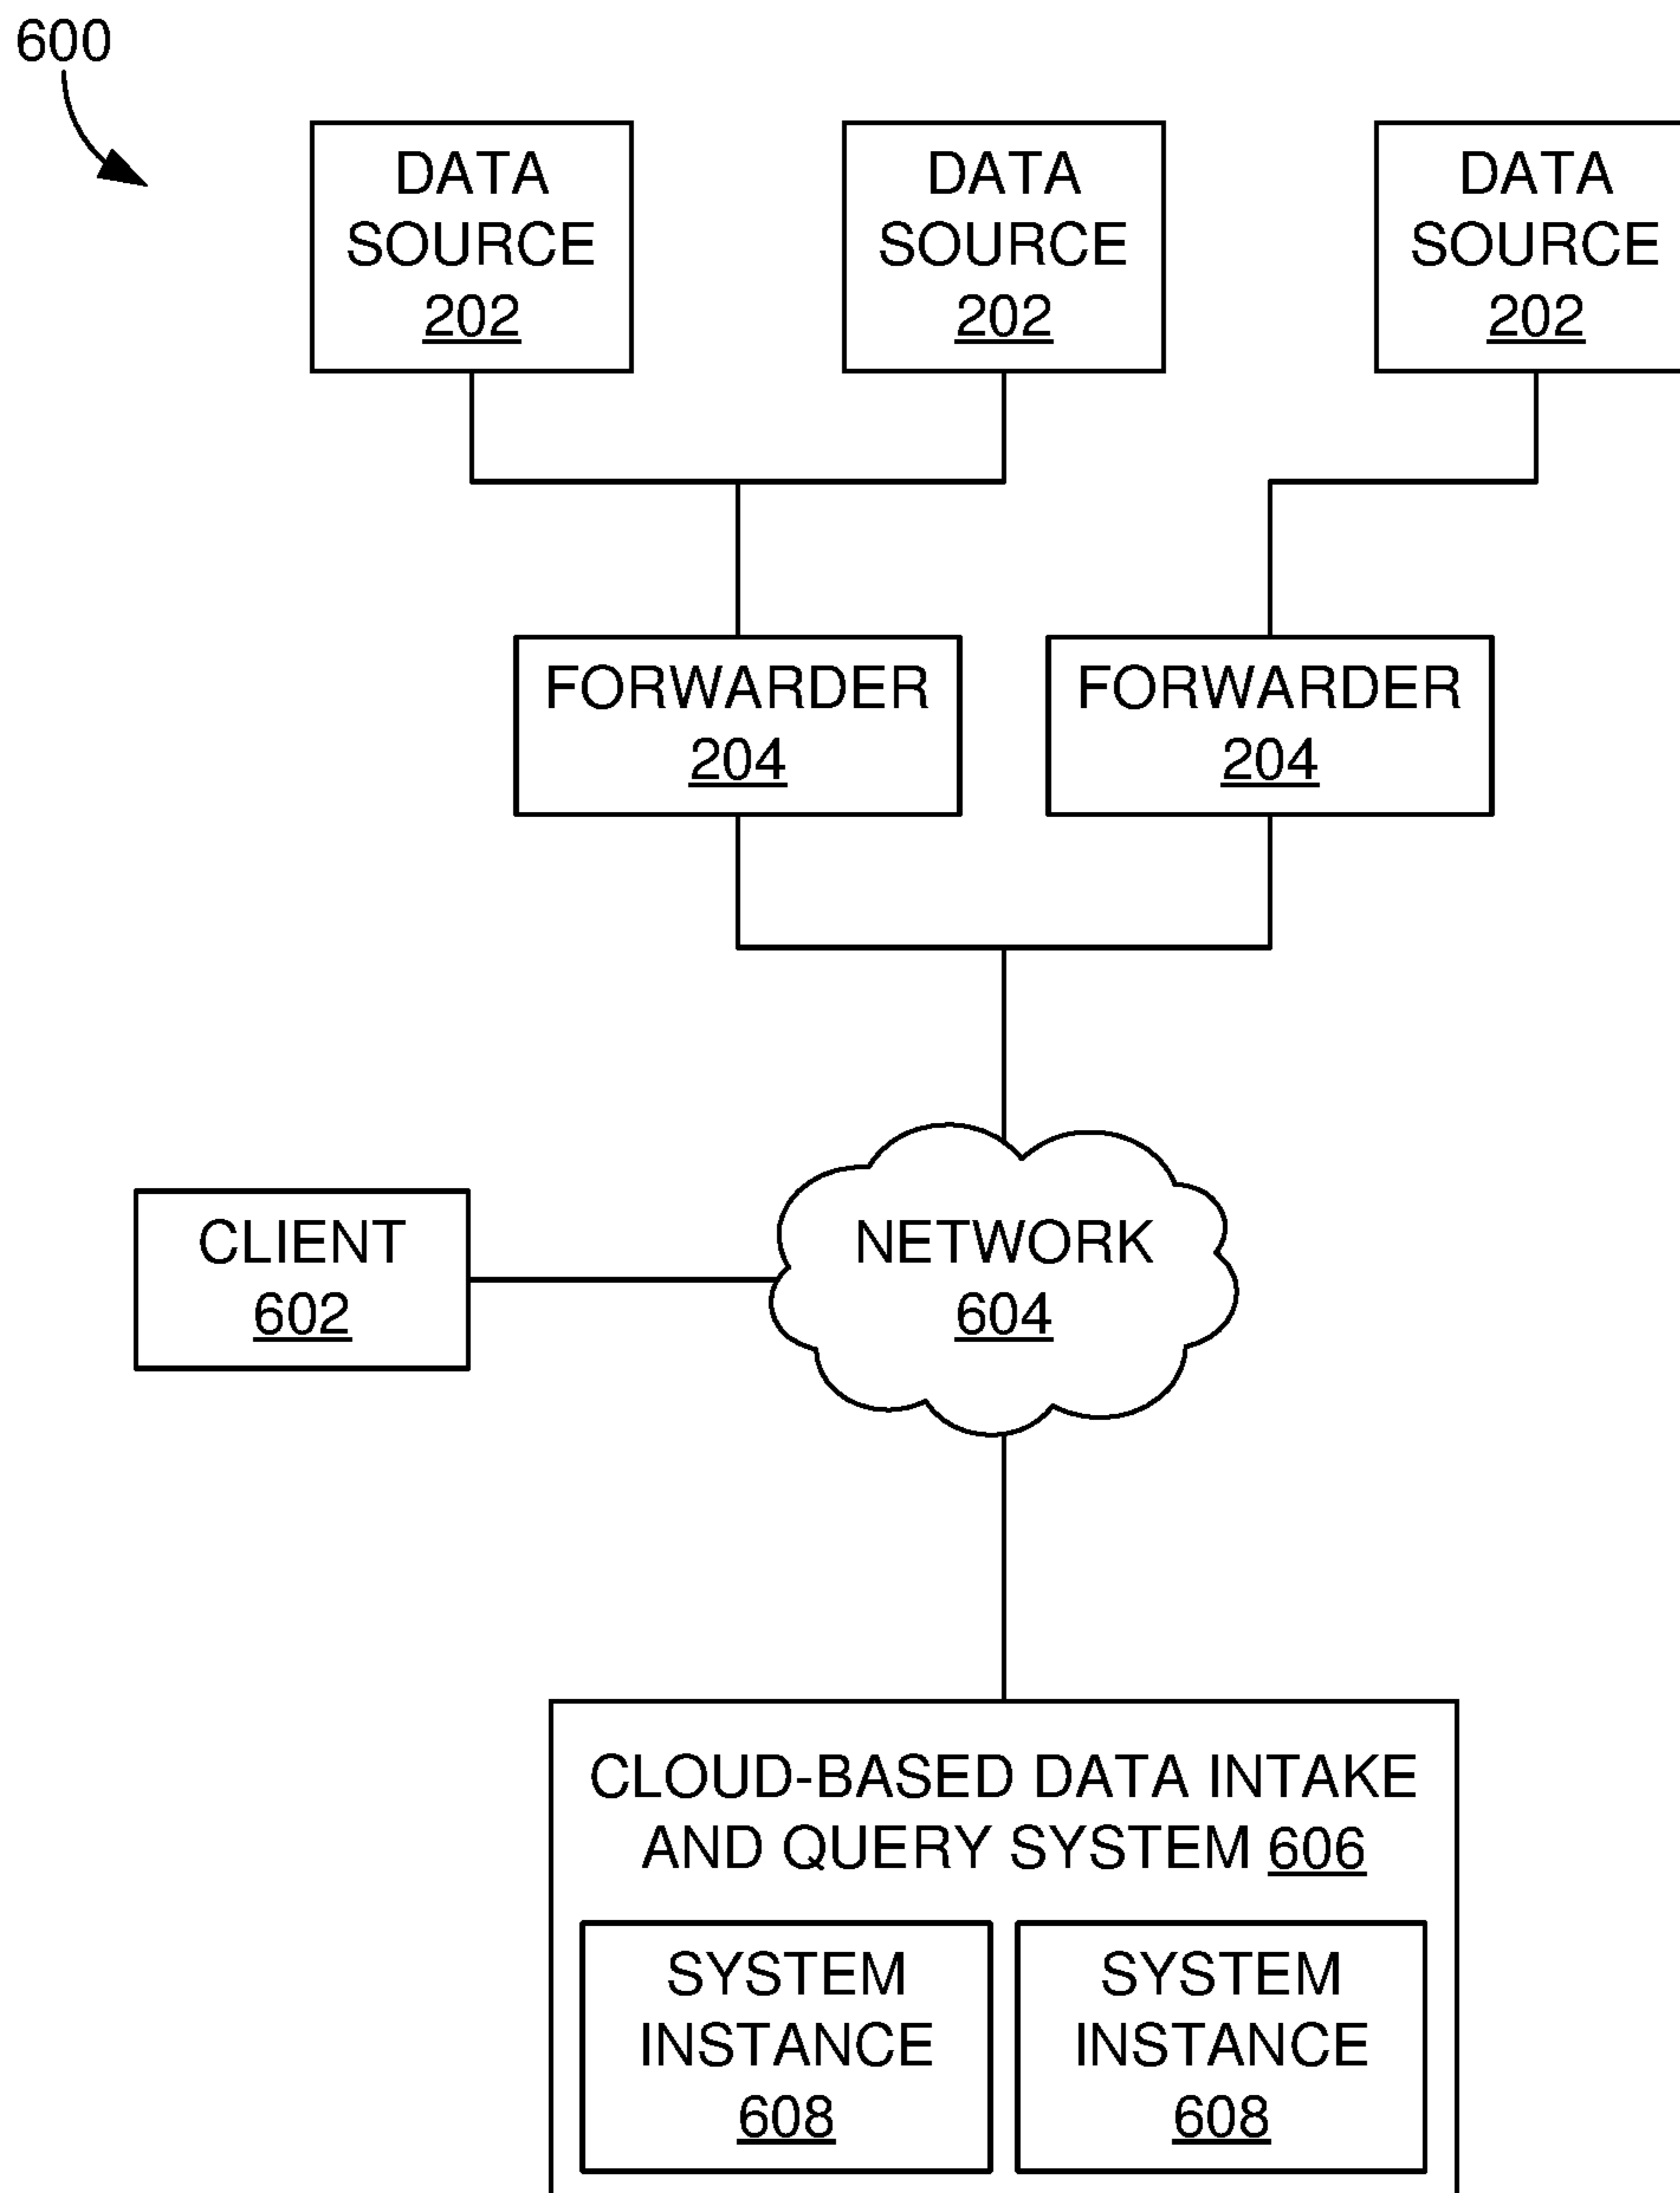 600
DATA
SOURCE
202
DATA
SOURCE
202
DATA
SOURCE
202
FORWARDER
204
FORWARDER
204
CLIENT
602
NETWORK
604
CLOUD-BASED DATA INTAKE
AND QUERY SYSTEM 606
SYSTEM
INSTANCE
608
SYSTEM
INSTANCE
608